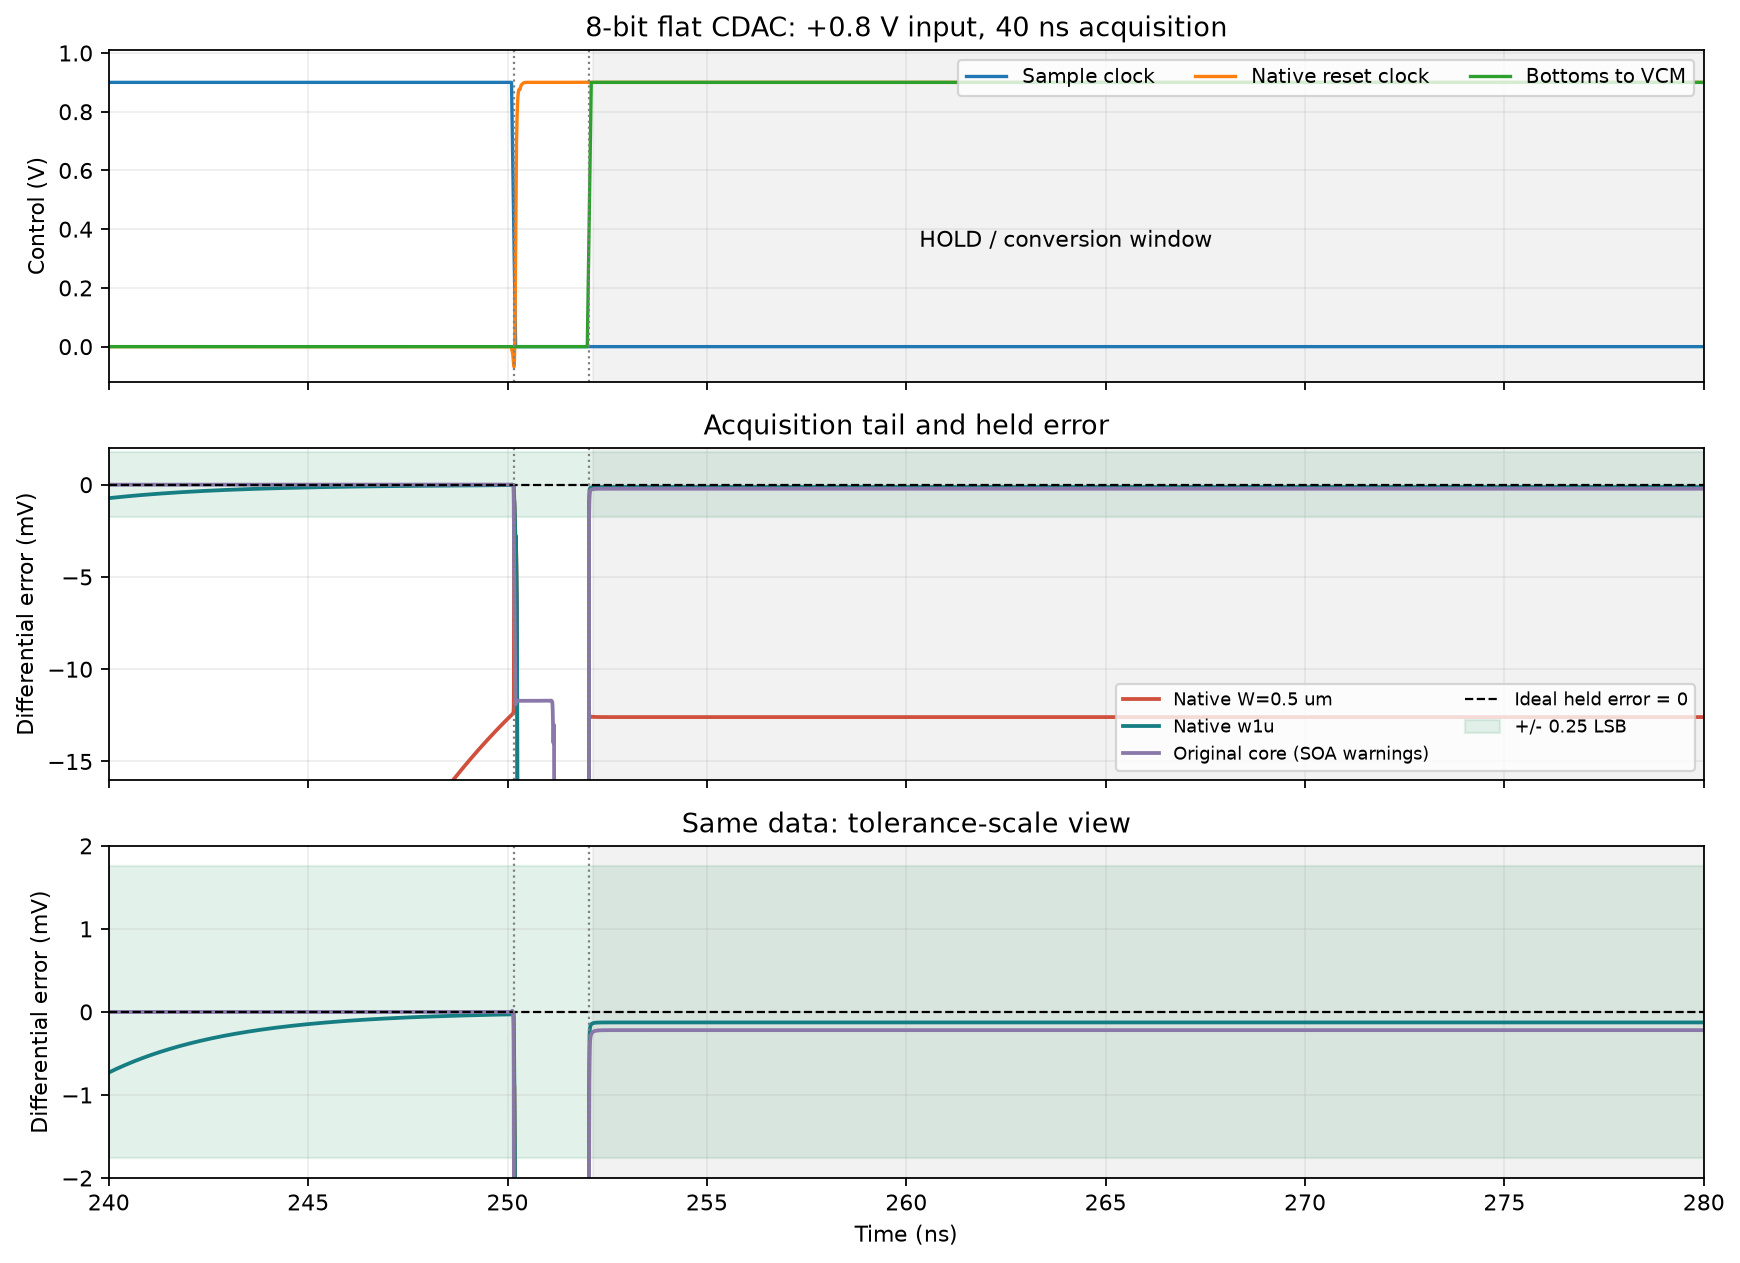 8-bit flat CDAC: +0.8 V input, 40 ns acquisition
Control (V)
1.0
0.8
0.6
0.4
0.2
0.0
Sample clock
Native reset clock
Bottoms to VCM
HOLD / conversion window
Acquisition tail and held error
Differential error (mV)
0
−5
−10
−15
Native W=0.5 um
Native w1u
Original core (SOA warnings)
Ideal held error = 0
+/- 0.25 LSB
Same data: tolerance-scale view
Differential error (mV)
2
1
0
−1
−2
240 245 250 255 260 265 270 275 280
Time (ns)